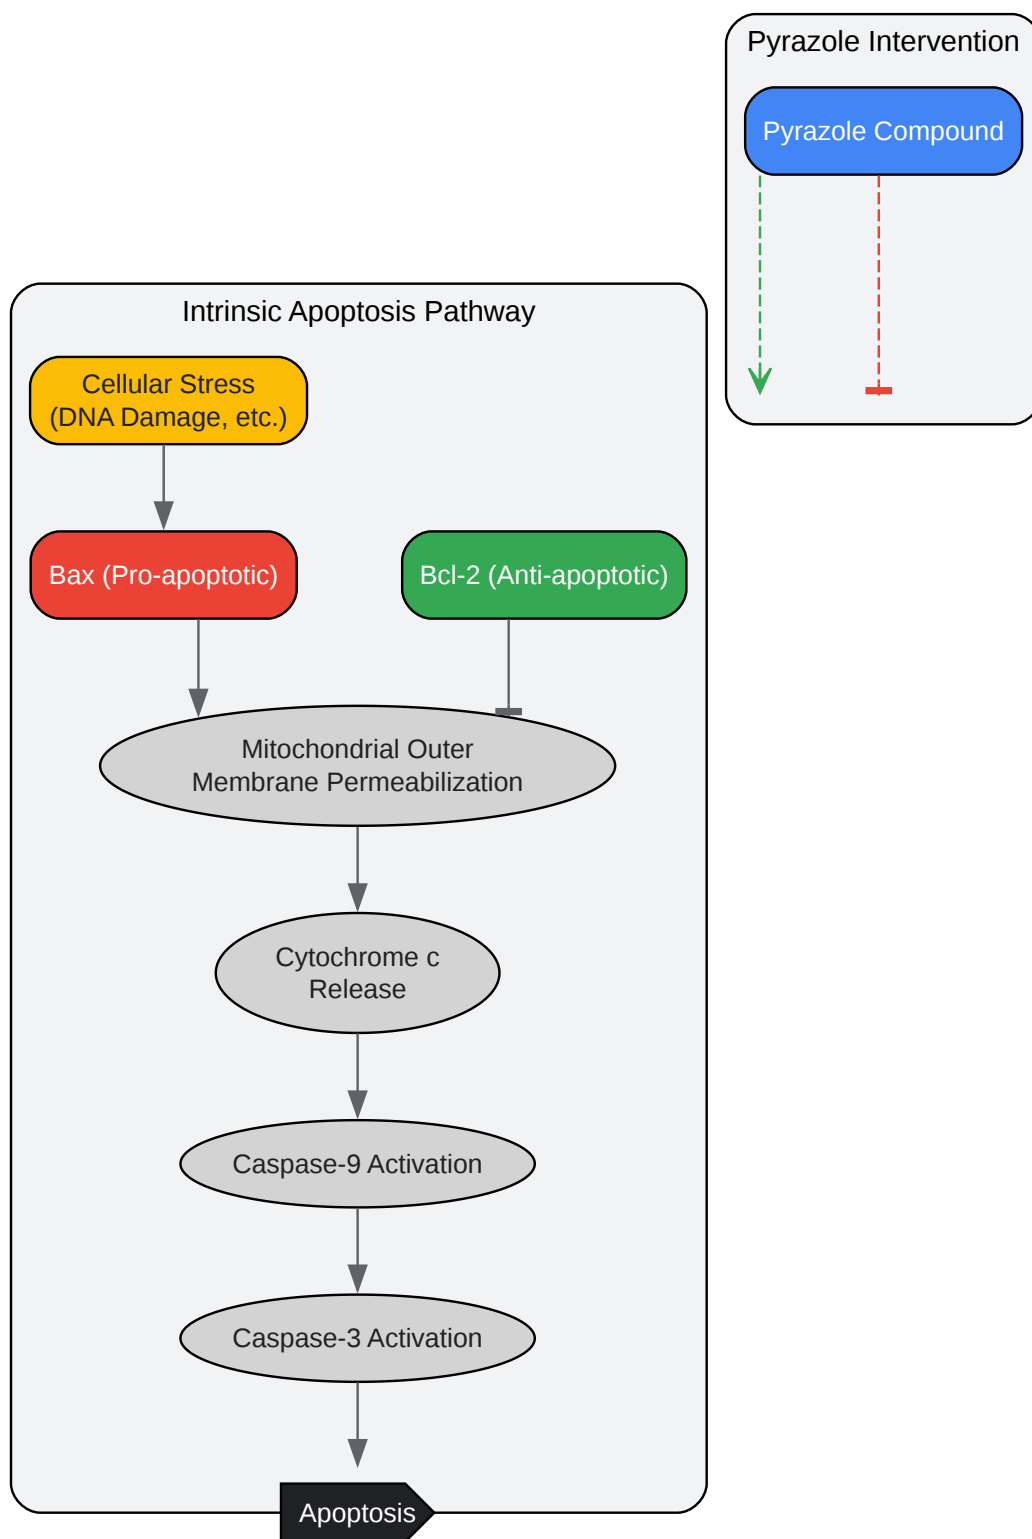 Pyrazole Intervention
Pyrazole Compound
Intrinsic Apoptosis Pathway
Cellular Stress
(DNA Damage, etc.)
Bax (Pro-apoptotic)
Bcl-2 (Anti-apoptotic)
Mitochondrial Outer
Membrane Permeabilization
Cytochrome c
Release
Caspase-9 Activation
Caspase-3 Activation
Apoptosis